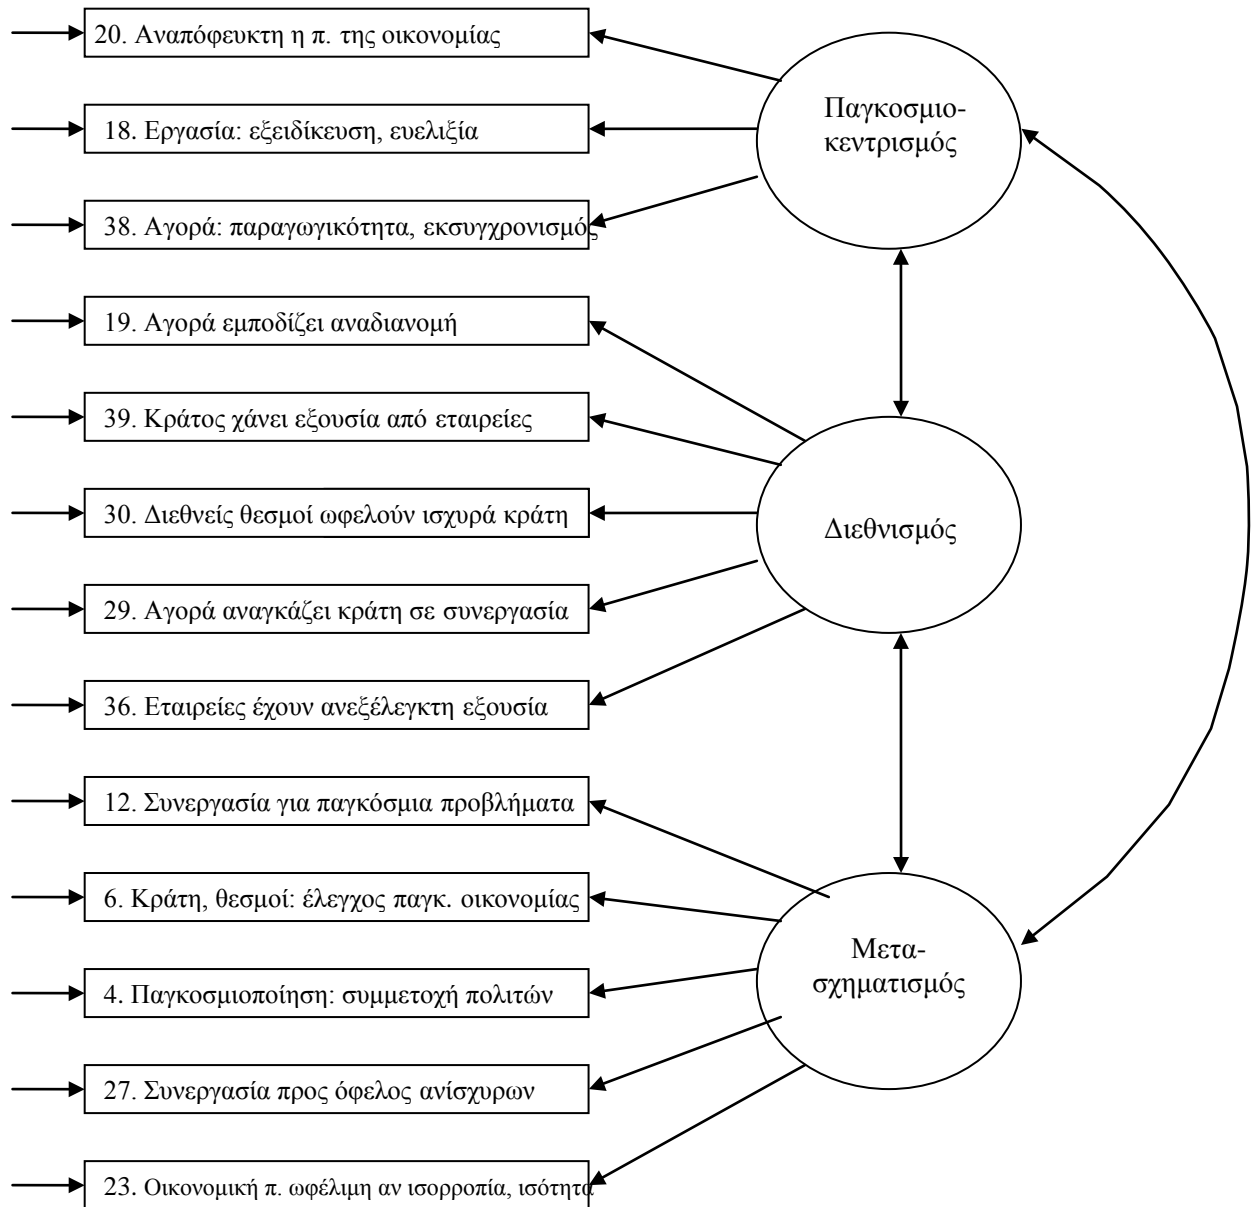 20. Αναπόφευκτη η π. της οικονομίας
Παγκοσμιο-
κεντρισμός
18. Εργασία: εξειδίκευση, ευελιξία
38. Αγορά: παραγωγικότητα, εκσυγχρονισμός
19. Αγορά εμποδίζει αναδιανομή
39. Κράτος χάνει εξουσία από εταιρείες
30. Διεθνείς θεσμοί ωφελούν ισχυρά κράτη
Διεθνισμός
29. Αγορά αναγκάζει κράτη σε συνεργασία
36. Εταιρείες έχουν ανεξέλεγκτη εξουσία
12. Συνεργασία για παγκόσμια προβλήματα
6. Κράτη, θεσμοί: έλεγχος παγκ. οικονομίας
Μετα-
σχηματισμός
4. Παγκοσμιοποίηση: συμμετοχή πολιτών
27. Συνεργασία προς όφελος ανίσχυρων
23. Οικονομική π. ωφέλιμη αν ισορροπία, ισότητα